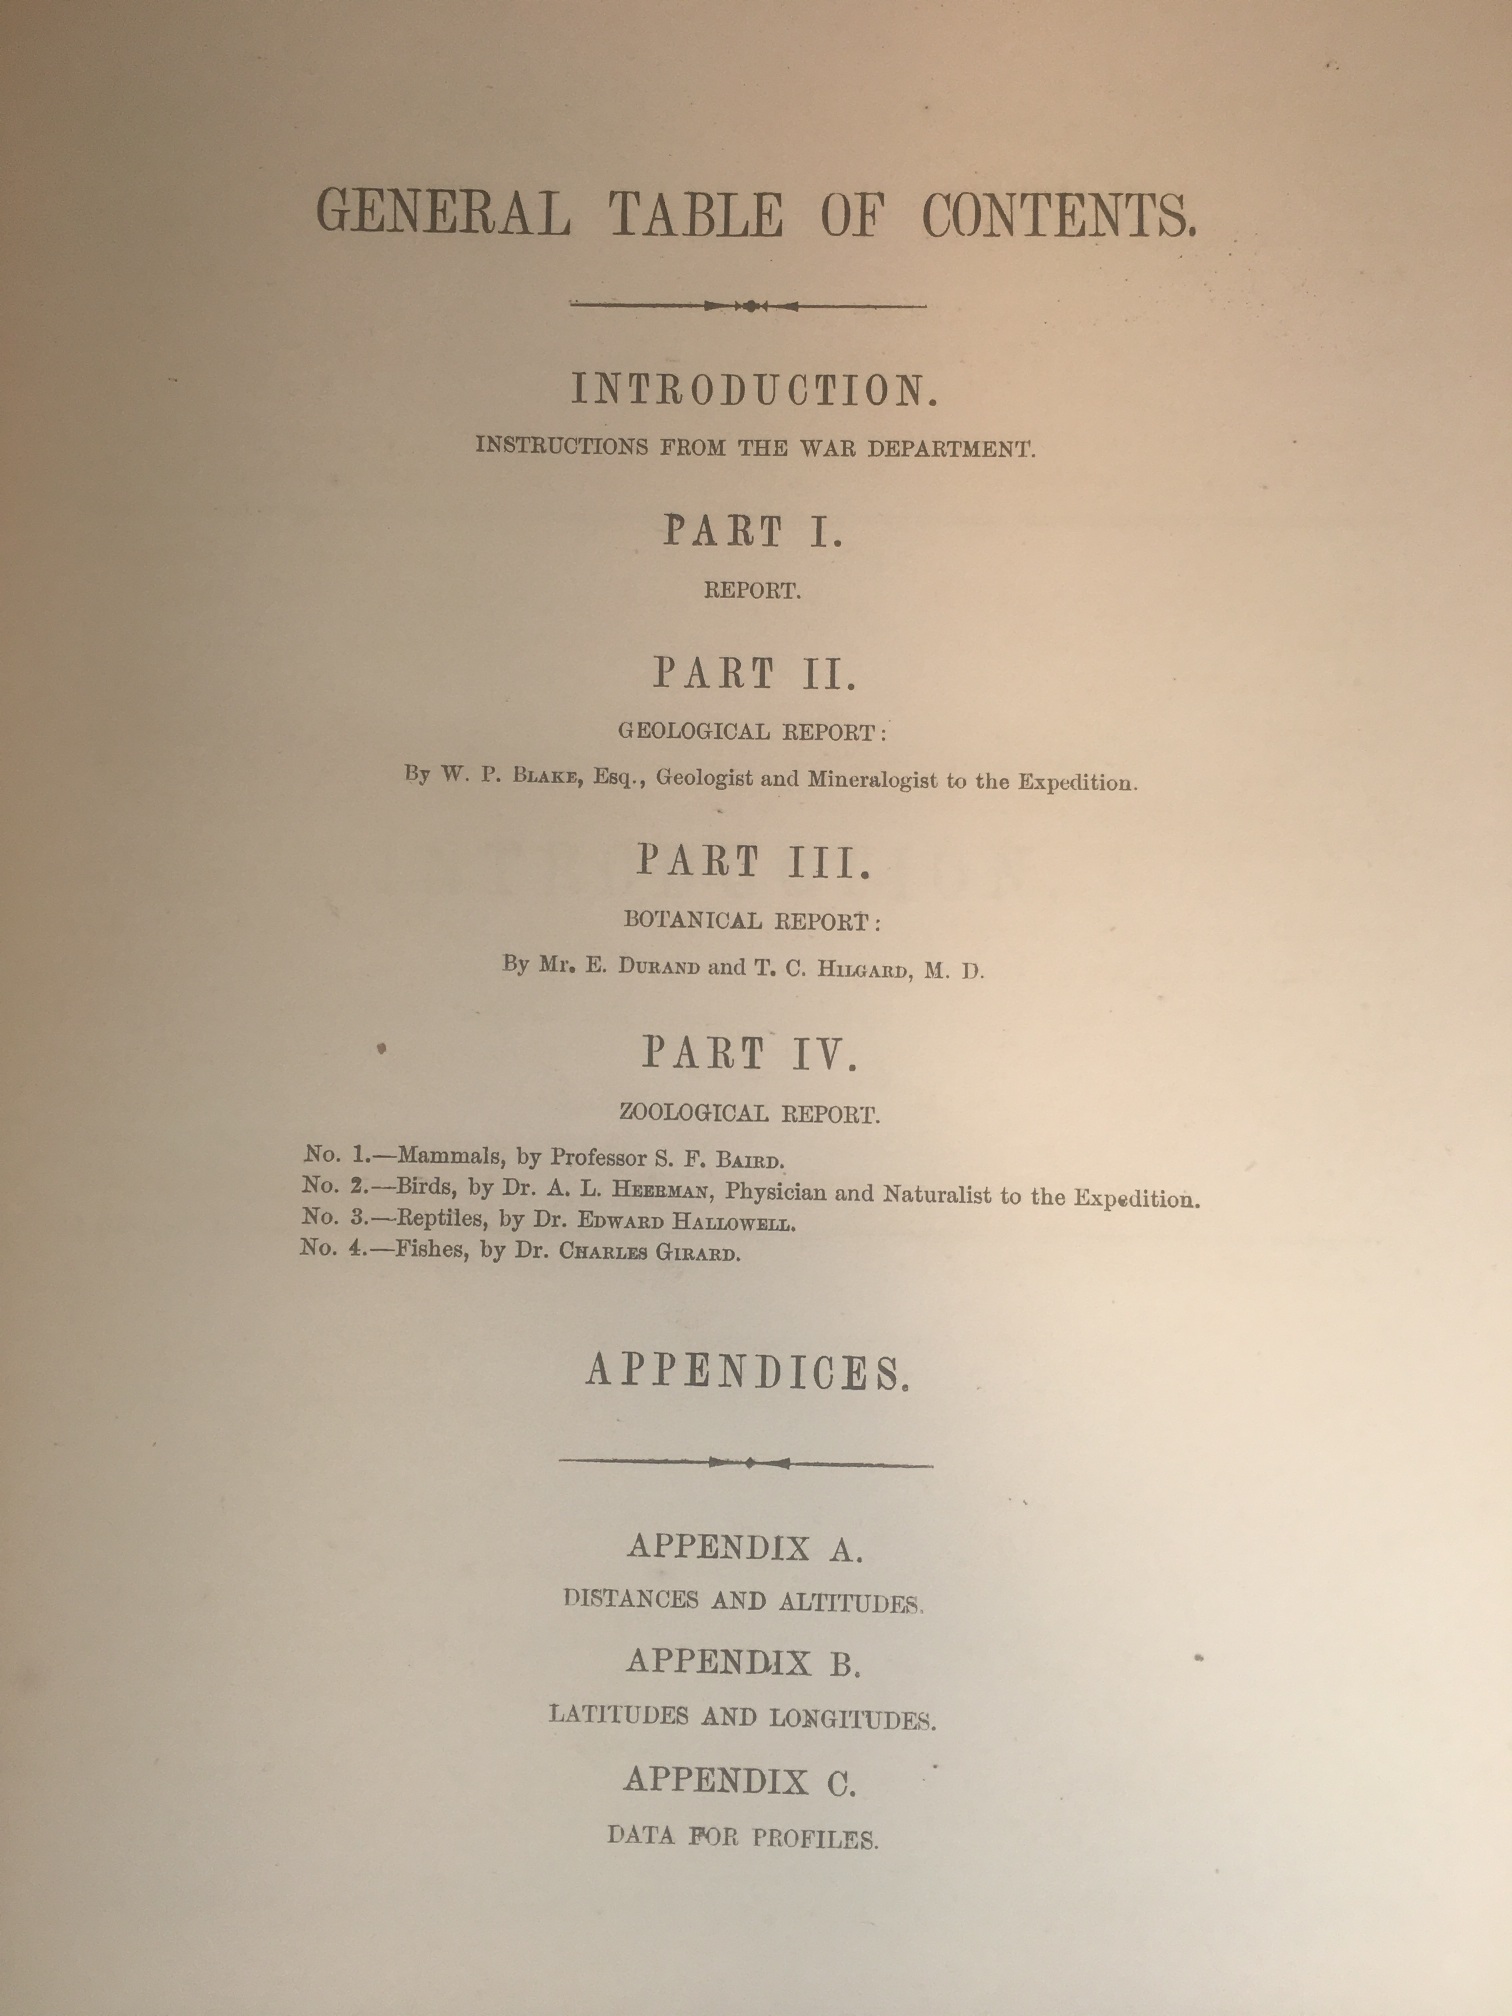 GENERAL TABLE OF CONTENTS.
INTRODUCTION.
INSTRUCTIONS FROM THE WAR DEPARTMENT.
PART I.
REPORT.
PART II.
GEOLOGICAL REPORT:
By W. P. BLAKE, Esq., Geologist and Mineralogist to the Expedition.
PART III.
BOTANICAL REPORT:
By Mr. E. DURAND and T. C. HILGARD, M. D.
PART IV.
ZOOLOGICAL REPORT.
No. 1.—Mammals, by Professor S. F. BAIRD.
No. 2.—Birds, by Dr. A. L. HEERMAN, Physician and Naturalist to the Expedition.
No. 3.—Reptiles, by Dr. EDWARD HALLOWELL.
No. 4.—Fishes, by Dr. CHARLES GIRARD.
APPENDICES.
APPENDIX A.
DISTANCES AND ALTITUDES.
APPENDIX B.
LATITUDES AND LONGITUDES.
APPENDIX C.
DATA FOR PROFILES.